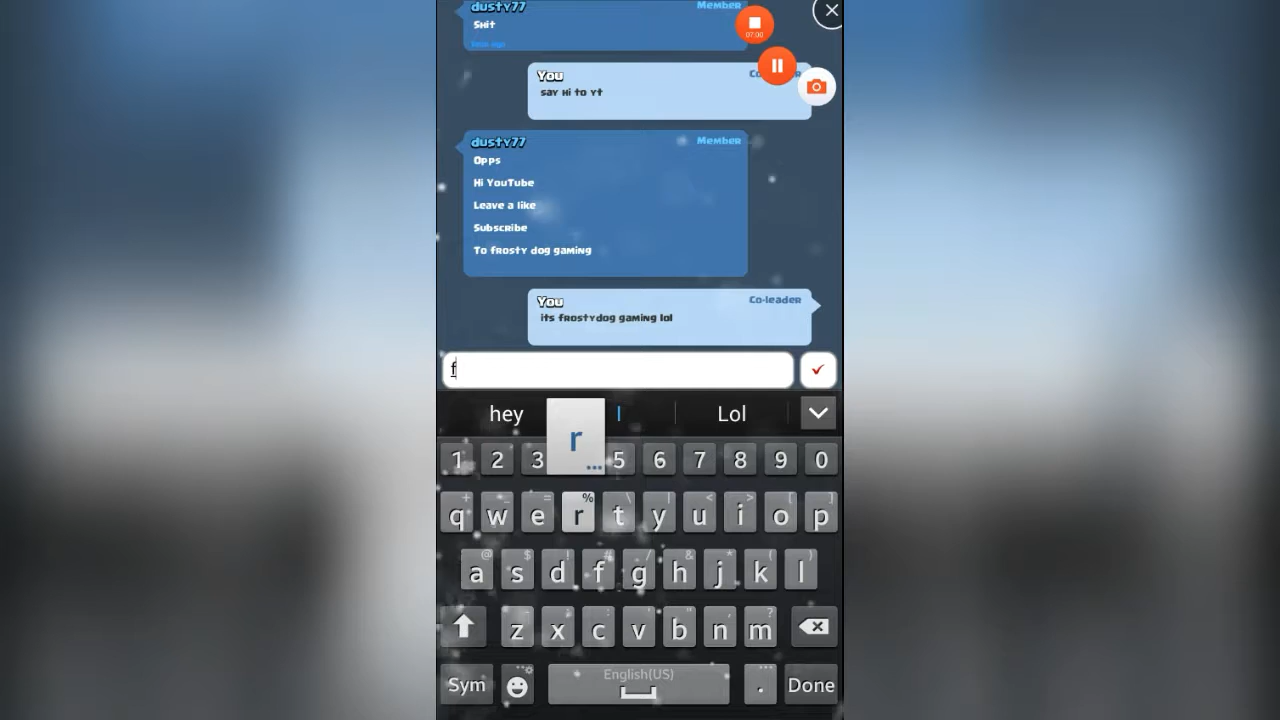 dusty77
Member
Shit
07:00
You
say Hi to YT
dusty77
Member
Opps
Hi YouTube
Leave a like
Subscribe
To frosty dog gaming
You
Co-leader
its frostydog gaming lol
f
hey
r
l
Lol
1 2 3 5 6 7 8 9 0
q w e r t y u i o p
a s d f g h j k l
z x c v b n m
Sym
English(US)
.
Done